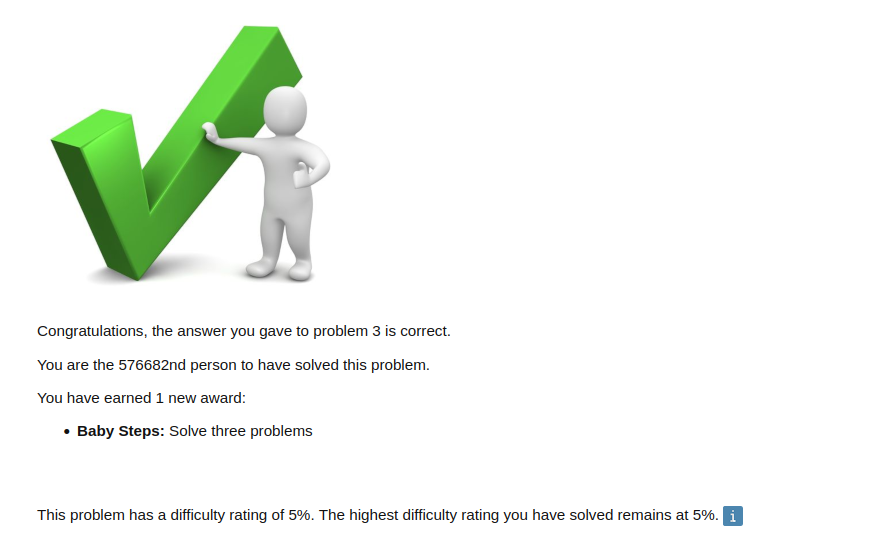 Congratulations, the answer you gave to problem 3 is correct.
You are the 576682nd person to have solved this problem.
You have earned 1 new award:
• Baby Steps: Solve three problems
This problem has a difficulty rating of 5%. The highest difficulty rating you have solved remains at 5%. i